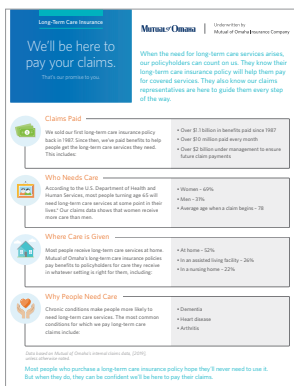 Long-Term Care Insurance
We'll be here to
pay your claims.
That's our promise to you.
Mutual of Omaha
Underwritten by
Mutual of Omaha Insurance Company
When the need for long-term care services arises,
our policyholders can count on us. They know their
long-term care insurance policy will help them pay
for covered services. They also know our claims
representatives are here to guide them every step
of the way.
Claims Paid
We sold our first long-term care insurance policy
back in 1987. Since then, we've paid benefits to help
people get the long-term care services they need.
This includes:
• Over $1.1 billion in benefits paid since 1987
• Over $10 million paid every month
• Over $2 billion under management to ensure
future claim payments
Who Needs Care
According to the U.S. Department of Health and
Human Services, most people turning age 65 will
need long-term care services at some point in their
lives.* Our claims data shows that women receive
care more than men.
• Women – 69%
• Men – 31%
• Average age when a claim begins – 78
Where Care is Given
Most people receive long-term care services at home.
Mutual of Omaha's long-term care insurance policies
pay benefits to policyholders for care they receive
in whatever setting is right for them, including:
• At home – 52%
• In an assisted living facility – 26%
• In a nursing home – 22%
Why People Need Care
Chronic conditions make people more likely to
need long-term care services. The most common
conditions for which we pay long-term care
claims include:
• Dementia
• Heart disease
• Arthritis
Data based on Mutual of Omaha's internal claims data,
unless otherwise noted.
Most people who purchase a long-term care insurance policy hope they'll never need to use it.
But when they do, they can be confident we'll be here to pay their claims.